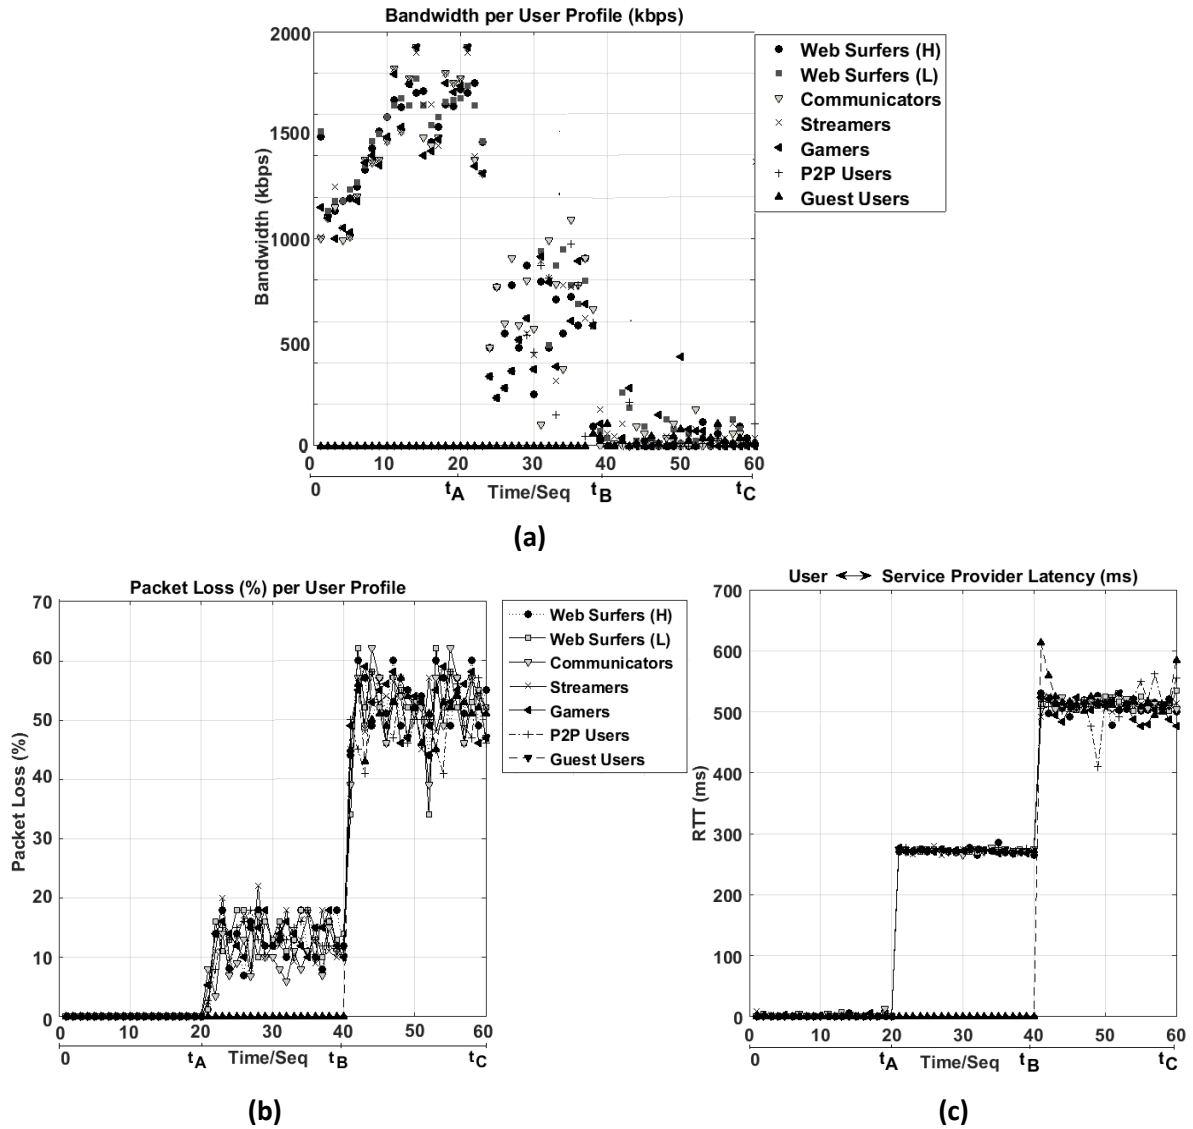 Bandwidth per User Profile (kbps)
2000
1500
1000
500
0
Bandwidth (kbps)
Web Surfers (H)
Web Surfers (L)
Communicators
Streamers
Gamers
P2P Users
Guest Users
10 20 30 40 50 60
0 tA Time/Seq tB tC
(a)
Packet Loss (%) per User Profile
70
60
50
40
30
20
10
0
Packet Loss (%)
Web Surfers (H)
Web Surfers (L)
Communicators
Streamers
Gamers
P2P Users
Guest Users
10 20 30 40 50 60
0 tA Time/Seq tB tC
(b)
User Service Provider Latency (ms)
700
600
500
400
300
200
100
0
RTT (ms)
0 10 20 30 40 50 60
0 tA Time/Seq tB tC
(c)